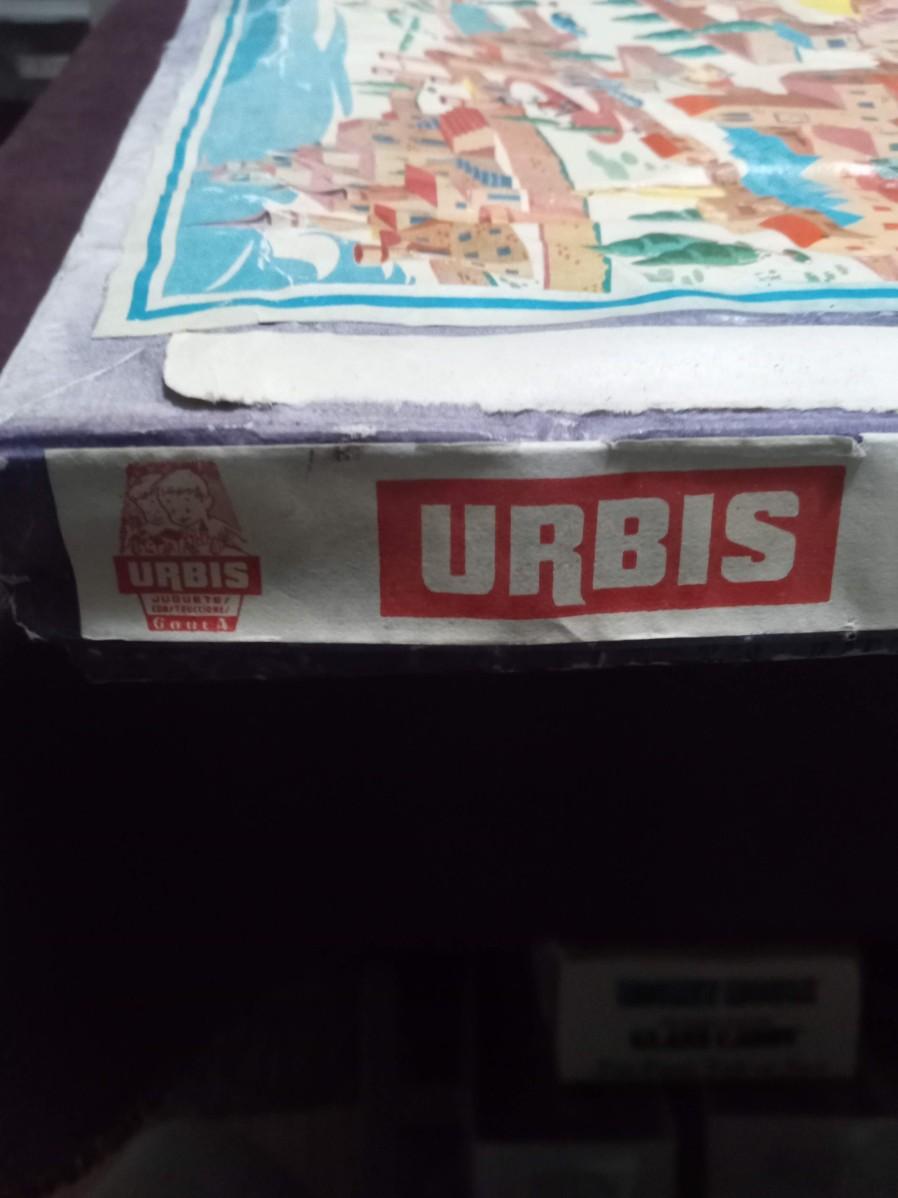 URBIS
JUGUETES
CONSTRUCCIONES
GoulA
URBIS